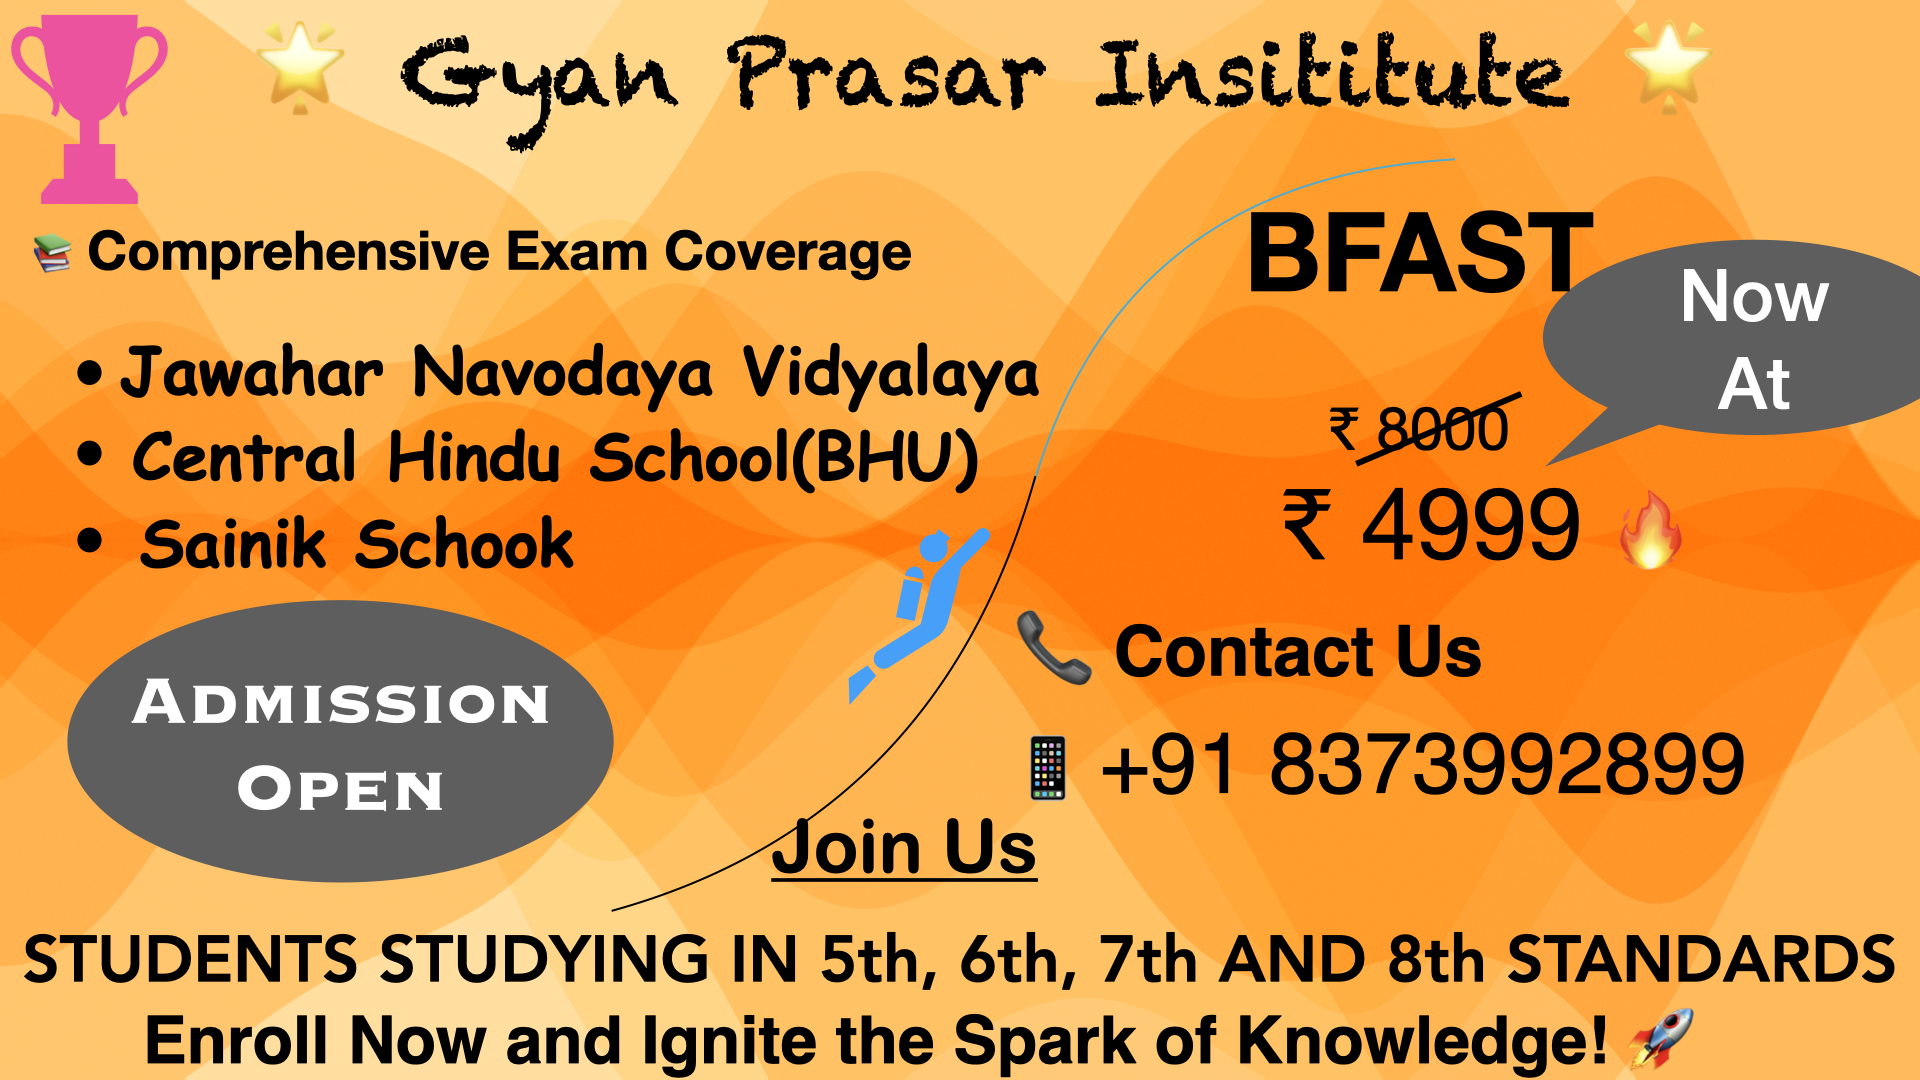 Gyan Prasar Insititute
Comprehensive Exam Coverage
• Jawahar Navodaya Vidyalaya
• Central Hindu School(BHU)
• Sainik Schook
ADMISSION
OPEN
BFAST
Now
At
₹ 8000
₹ 4999
Contact Us
+91 8373992899
Join Us
STUDENTS STUDYING IN 5th, 6th, 7th AND 8th STANDARDS
Enroll Now and Ignite the Spark of Knowledge!